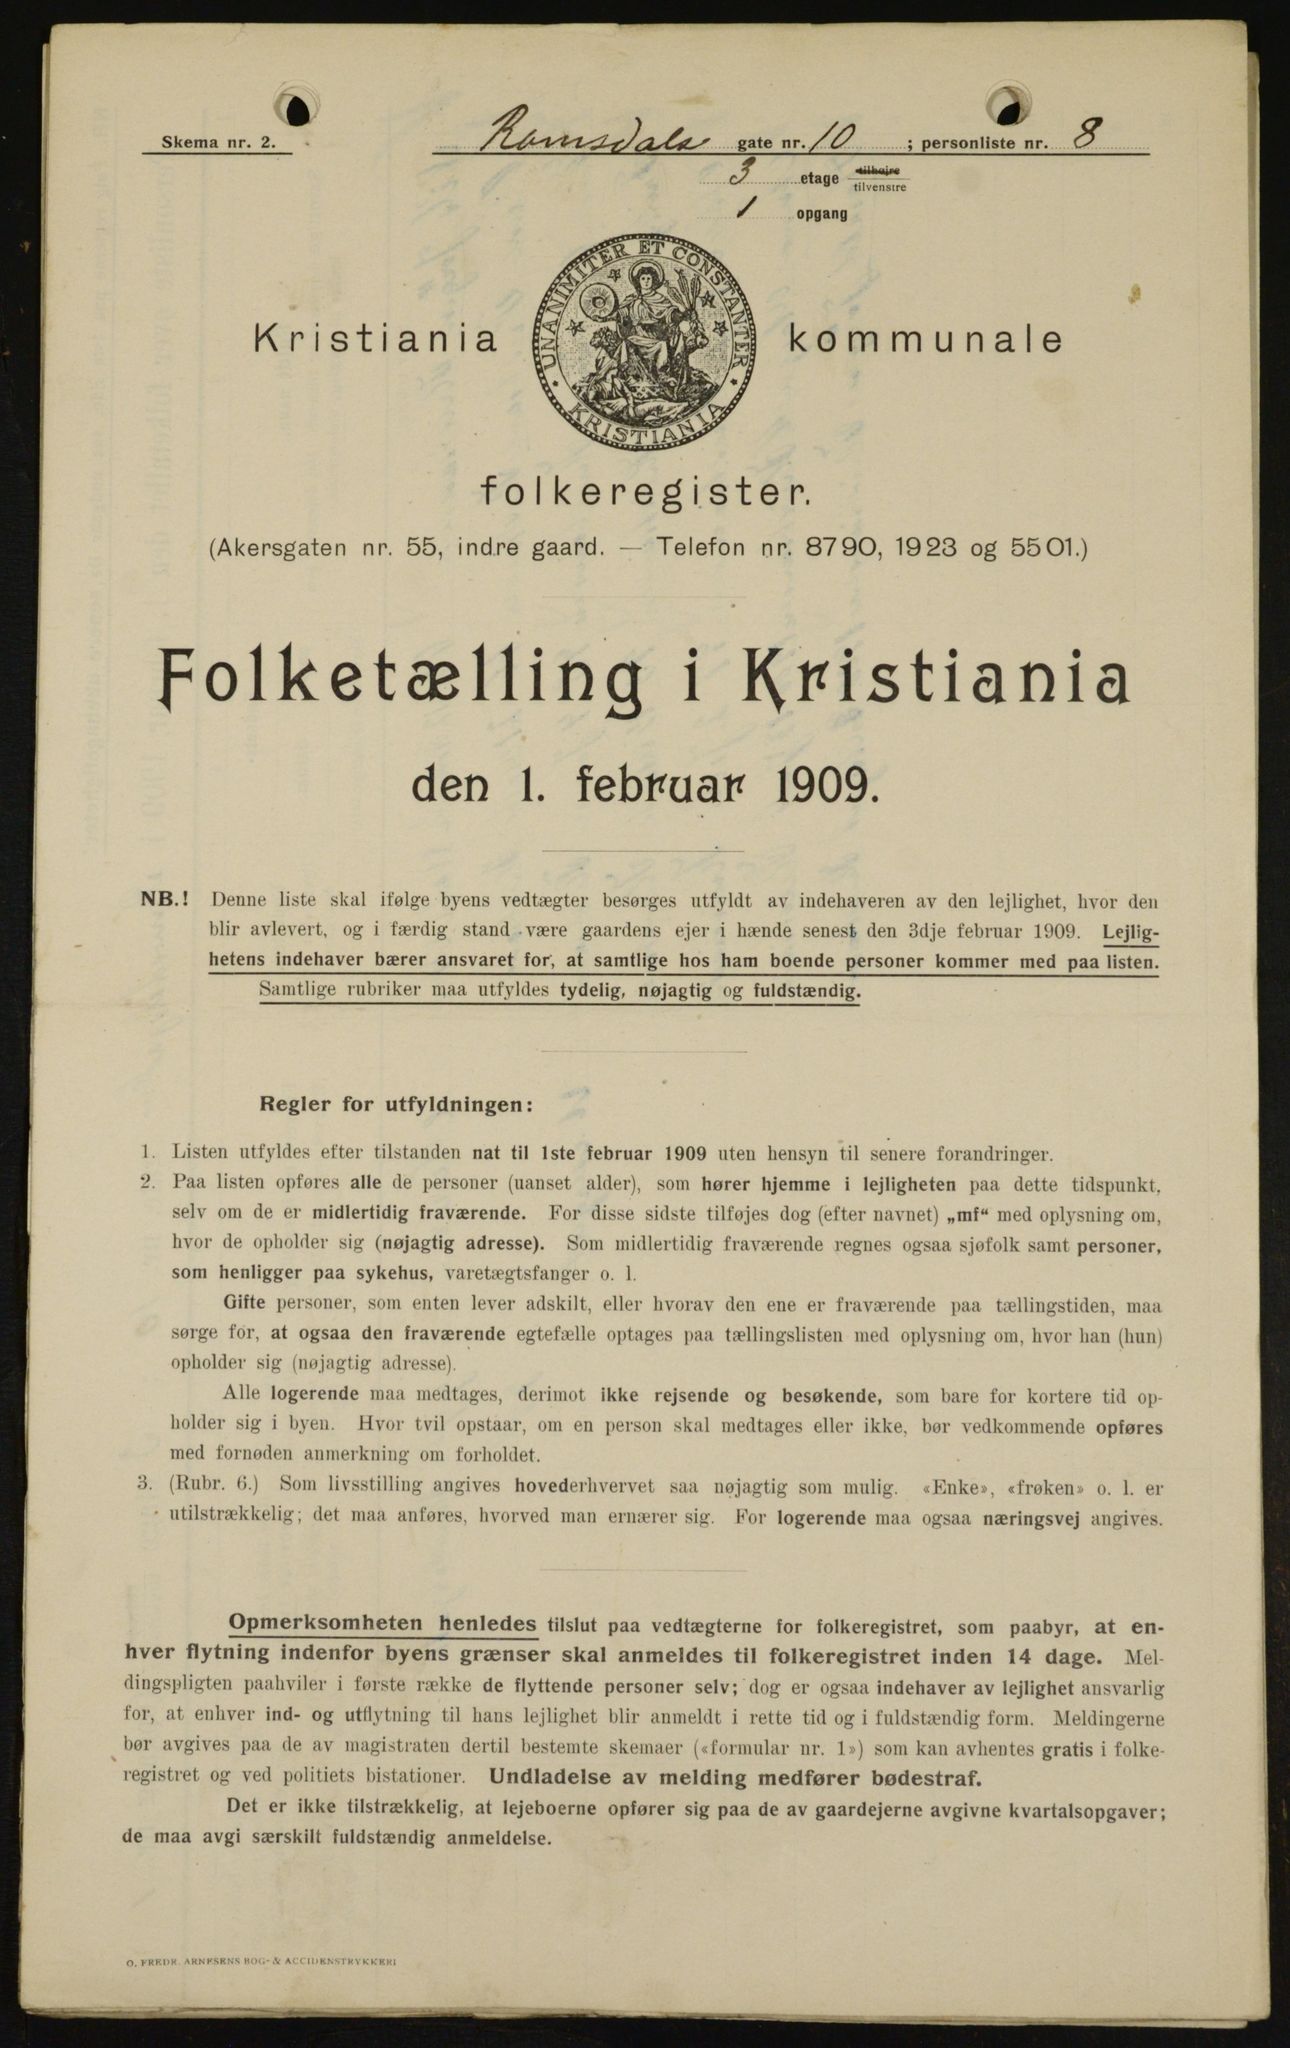 Skema nr. 2.
Romsdals gate nr. 10 ; personliste nr. 8
3 etage tilhøjre
tilvenstre
1 opgang
UNANIMITER ET CONSTANTER
KRISTIANIA
Kristiania kommunale
folkeregister.
(Akersgaten nr. 55, indre gaard. — Telefon nr. 8790, 1923 og 5501.)
Folketælling i Kristiania
den 1. februar 1909.
NB.! Denne liste skal ifølge byens vedtægter besørges utfyldt av indehaveren av den lejlighet, hvor den
blir avlevert, og i færdig stand være gaardens ejer i hænde senest den 3dje februar 1909. Lejlig-
hetens indehaver bærer ansvaret for, at samtlige hos ham boende personer kommer med paa listen.
Samtlige rubriker maa utfyldes tydelig, nøjagtig og fuldstændig.
Regler for utfyldningen:
1. Listen utfyldes efter tilstanden nat til 1ste februar 1909 uten hensyn til senere forandringer.
2. Paa listen opføres alle de personer (uanset alder), som hører hjemme i lejligheten paa dette tidspunkt,
selv om de er midlertidig fraværende. For disse sidste tilføjes dog (efter navnet) „mf“ med oplysning om,
hvor de opholder sig (nøjagtig adresse). Som midlertidig fraværende regnes ogsaa sjøfolk samt personer,
som henligger paa sykehus, varetægtsfanger o. l.
Gifte personer, som enten lever adskilt, eller hvorav den ene er fraværende paa tællingstiden, maa
sørge for, at ogsaa den fraværende egtefælle optages paa tællingslisten med oplysning om, hvor han (hun)
opholder sig (nøjagtig adresse).
Alle logerende maa medtages, derimot ikke rejsende og besøkende, som bare for kortere tid op-
holder sig i byen. Hvor tvil opstaar, om en person skal medtages eller ikke, bør vedkommende opføres
med fornøden anmerkning om forholdet.
3. (Rubr. 6.) Som livsstilling angives hovederhvervet saa nøjagtig som mulig. «Enke», «frøken» o. l. er
utilstrækkelig; det maa anføres, hvorved man ernærer sig. For logerende maa ogsaa næringsvej angives.
Opmerksomheten henledes tilslut paa vedtægterne for folkeregistret, som paabyr, at en-
hver flytning indenfor byens grænser skal anmeldes til folkeregistret inden 14 dage. Mel-
dingspligten paahviler i første række de flyttende personer selv; dog er ogsaa indehaver av lejlighet ansvarlig
for, at enhver ind- og utflytning til hans lejlighet blir anmeldt i rette tid og i fuldstændig form. Meldingerne
bør avgives paa de av magistraten dertil bestemte skemaer («formular nr. 1») som kan avhentes gratis i folke-
registret og ved politiets bistationer. Undladelse av melding medfører bødestraf.
Det er ikke tilstrækkelig, at lejeboerne opfører sig paa de av gaardejerne avgivne kvartalsopgaver;
de maa avgi særskilt fuldstændig anmeldelse.
O. FREDR. ARNESENS BOG- & ACCIDENSTRYKKERI